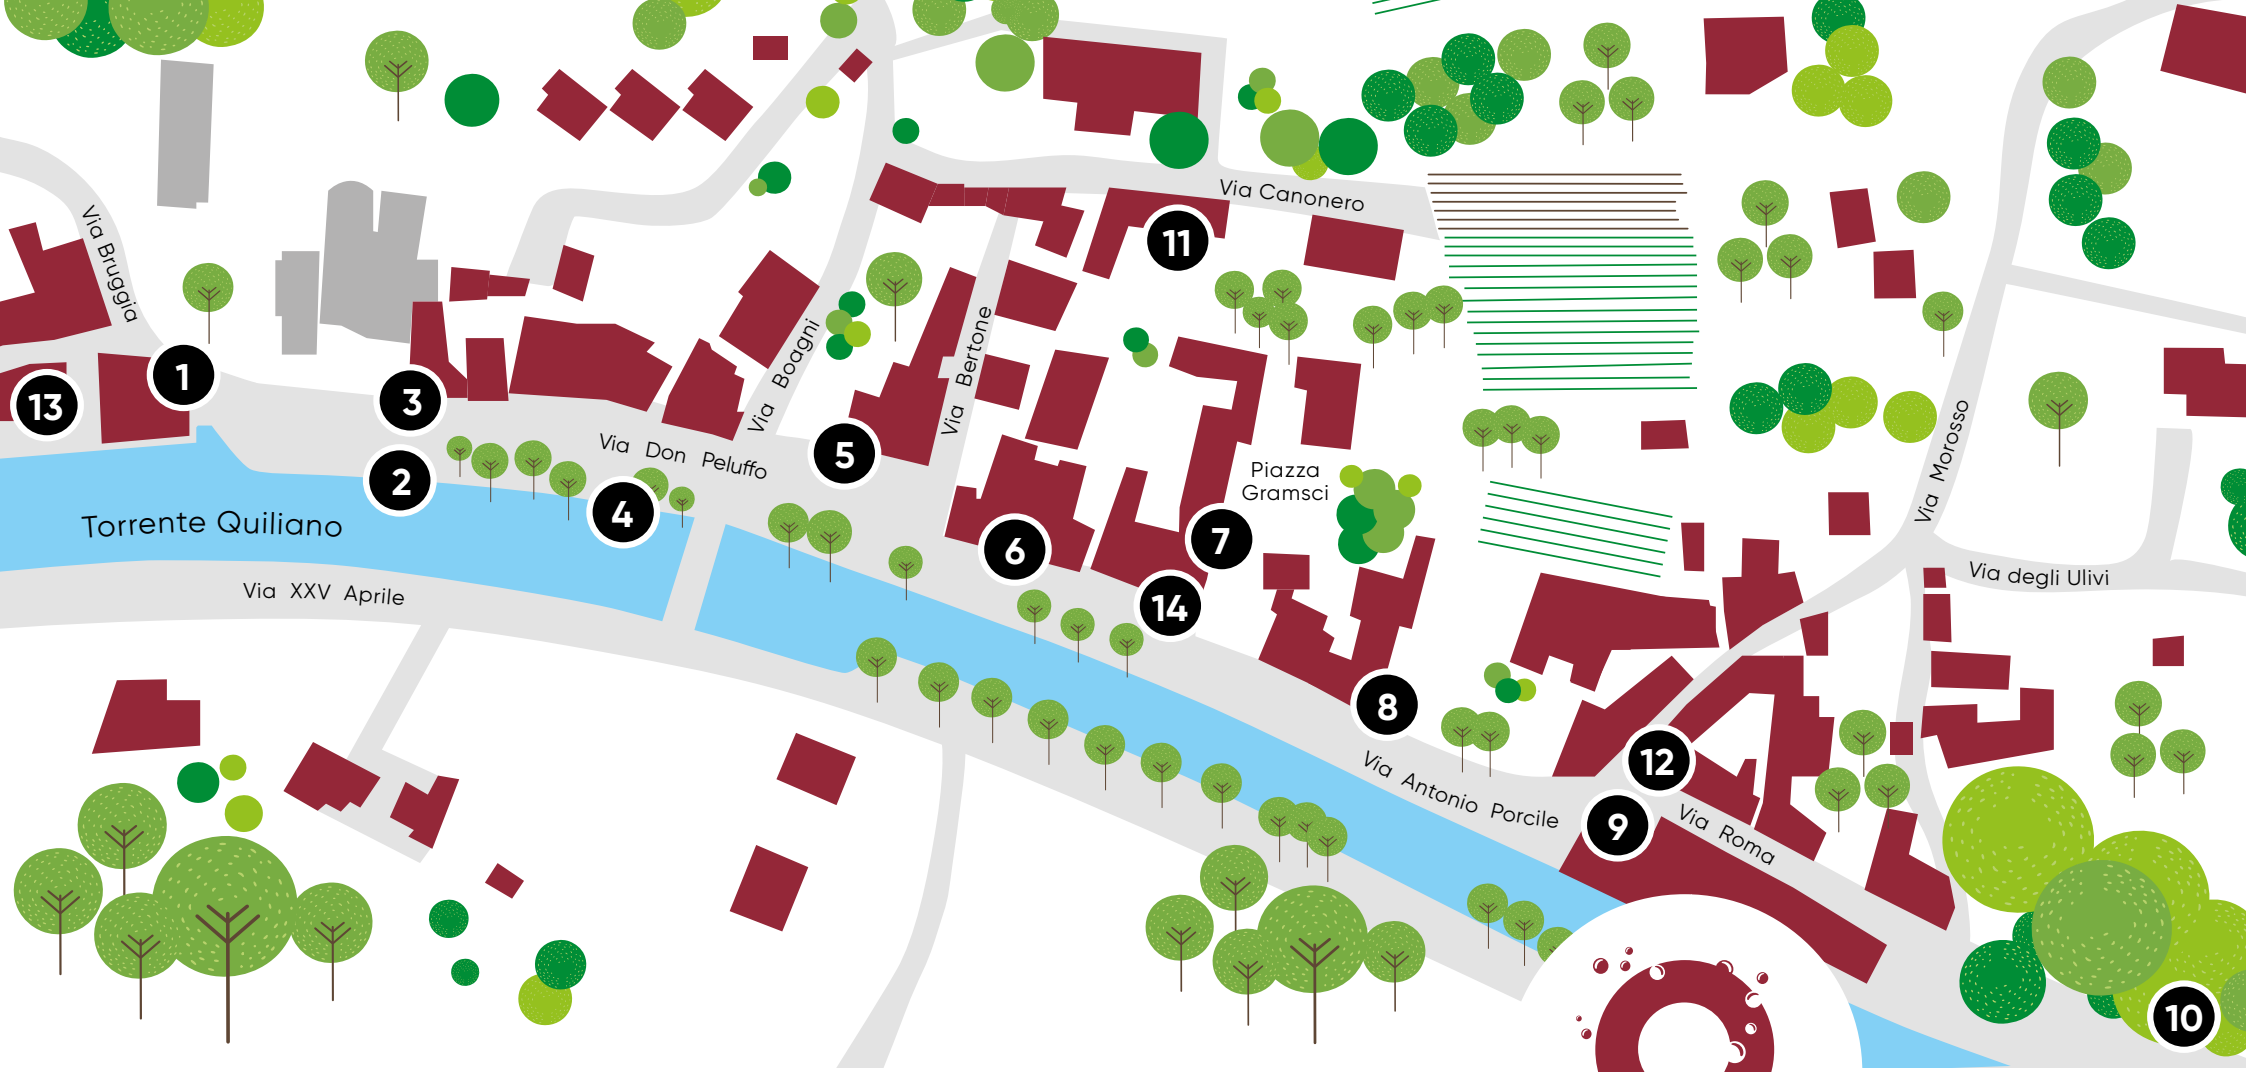 Via Canonero
11
Via Bruggia
1
13
3
2
Via Boagni
Via Bertone
Via Don Peluffo
5
4
Torrente Quiliano
Via XXV Aprile
Piazza
Gramsci
6
7
14
8
Via Morosso
Via degli Ulivi
Via Antonio Porcile
12
9
Via Roma
10